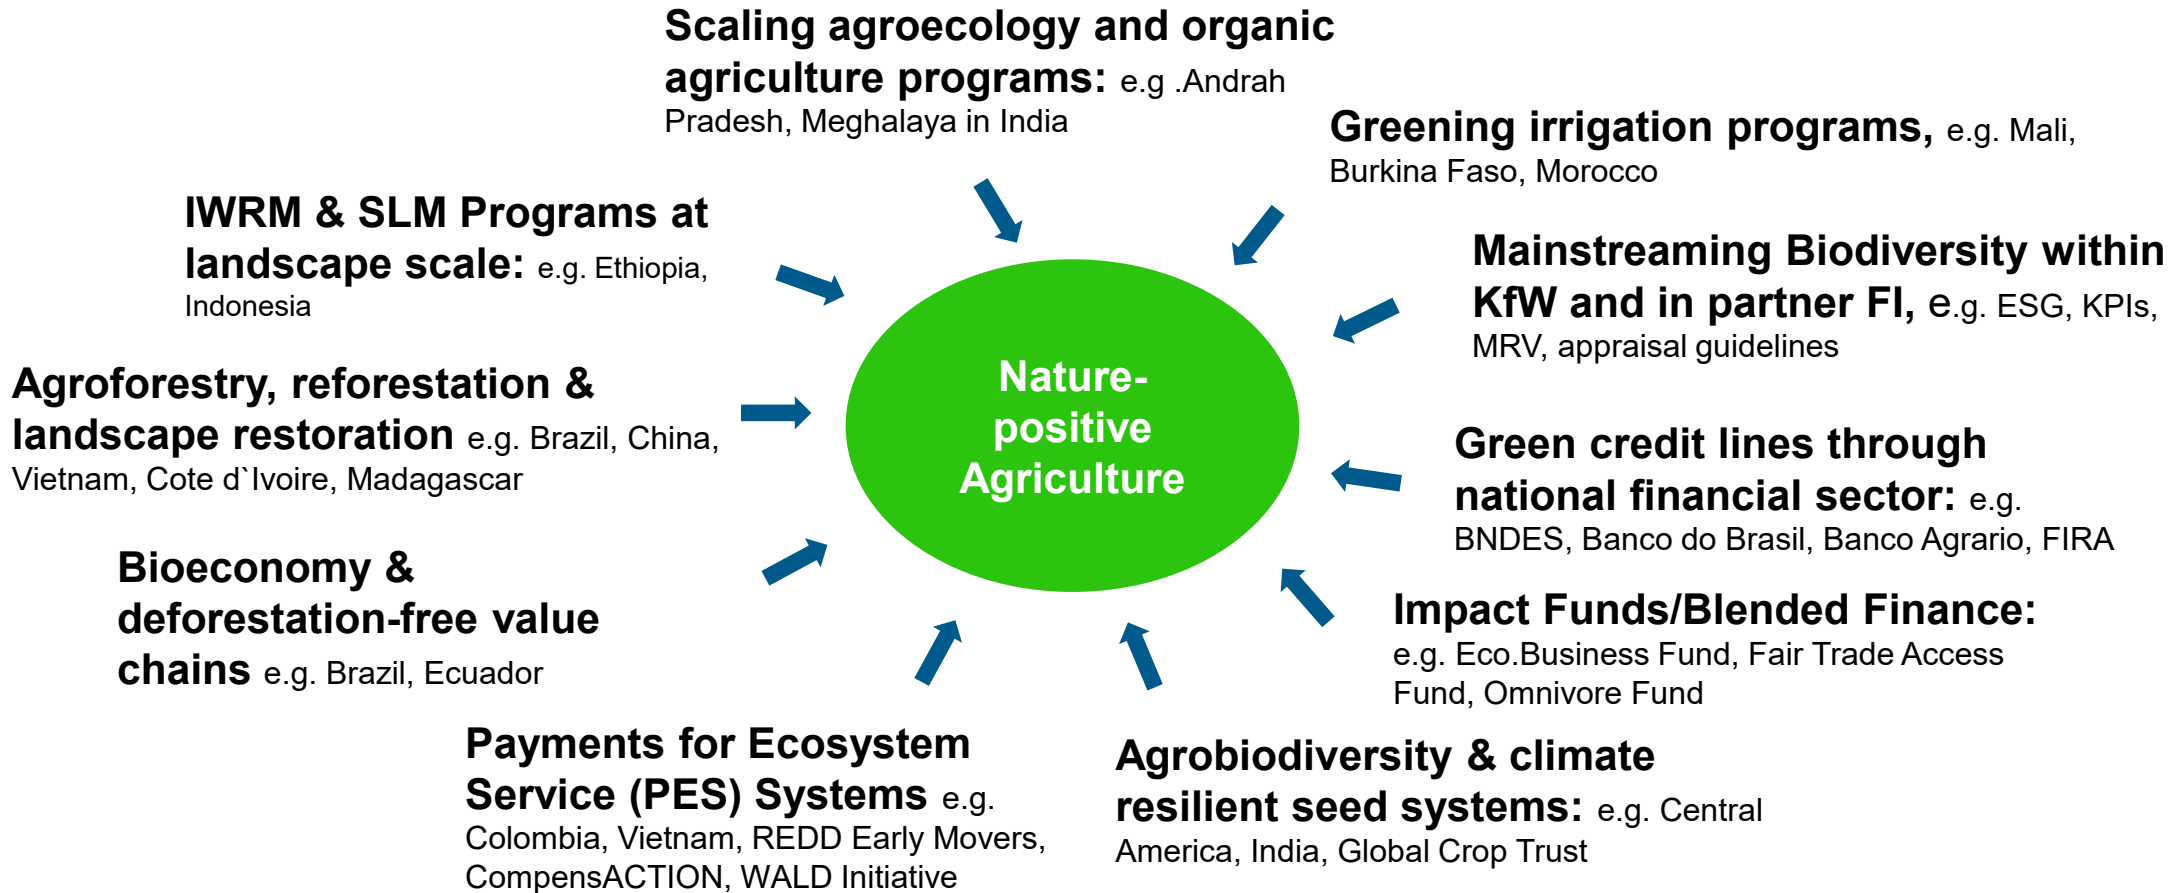 Scaling agroecology and organic
agriculture programs: e.g .Andrah
Pradesh, Meghalaya in India
Greening irrigation programs, e.g. Mali,
Burkina Faso, Morocco
IWRM & SLM Programs at
landscape scale: e.g. Ethiopia,
Indonesia
Mainstreaming Biodiversity within
KfW and in partner FI, e.g. ESG, KPIs,
MRV, appraisal guidelines
Agroforestry, reforestation &
landscape restoration e.g. Brazil, China,
Vietnam, Cote d`Ivoire, Madagascar
Nature-
positive
Agriculture
Green credit lines through
national financial sector: e.g.
BNDES, Banco do Brasil, Banco Agrario, FIRA
Bioeconomy &
deforestation-free value
chains e.g. Brazil, Ecuador
Impact Funds/Blended Finance:
e.g. Eco.Business Fund, Fair Trade Access
Fund, Omnivore Fund
Payments for Ecosystem
Service (PES) Systems e.g.
Colombia, Vietnam, REDD Early Movers,
CompensACTION, WALD Initiative
Agrobiodiversity & climate
resilient seed systems: e.g. Central
America, India, Global Crop Trust